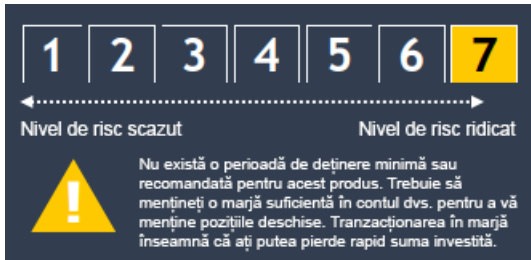 1 2 3 4 5 6 7
Nivel de risc scazut Nivel de risc ridicat
Nu există o perioadă de deținere minimă sau
recomandată pentru acest produs. Trebuie să
mențineți o marjă suficientă în contul dvs. pentru a vă
menține pozițiile deschise. Tranzacționarea în marjă
înseamnă că ați putea pierde rapid suma investită.